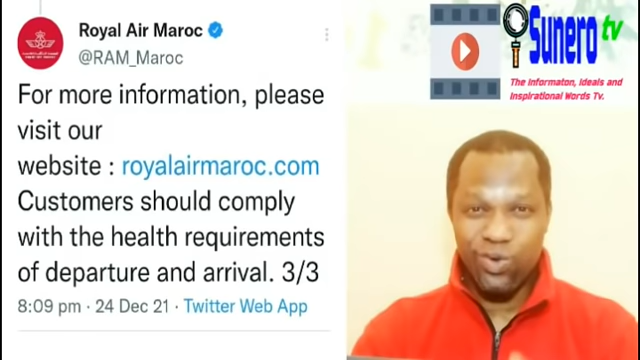 Royal Air Maroc
@RAM_Maroc
For more information, please
visit our
website : royalairmaroc.com
Customers should comply
with the health requirements
of departure and arrival. 3/3
8:09 pm · 24 Dec 21 · Twitter Web App
Sunero tv
The Informaton, Ideals and
Inspirational Words Tv.